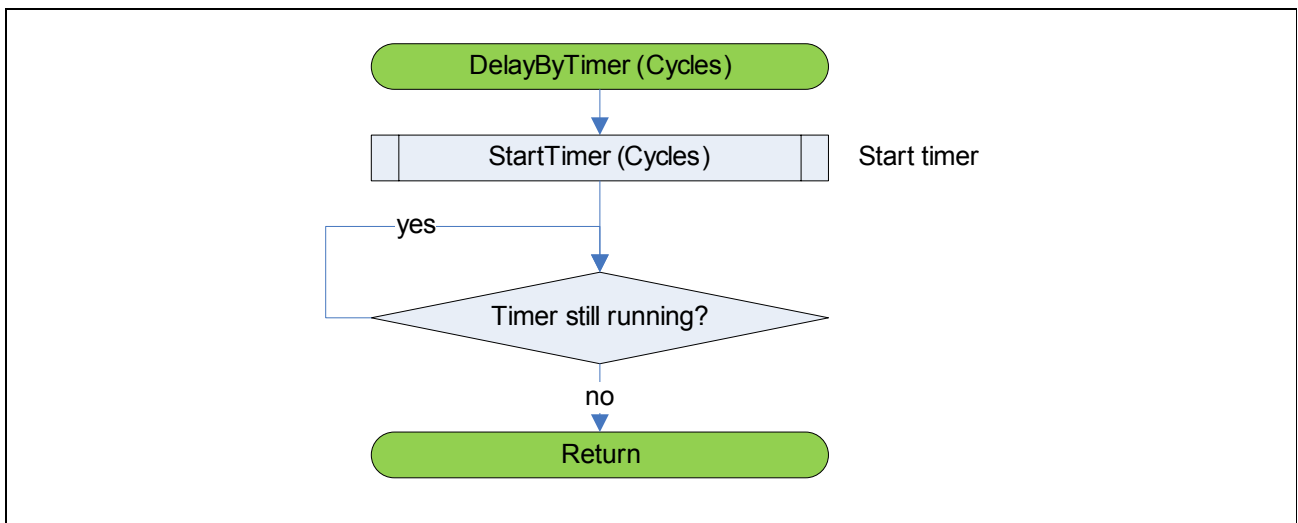 DelayByTimer (Cycles)
StartTimer (Cycles)
Start timer
yes
Timer still running?
no
Return